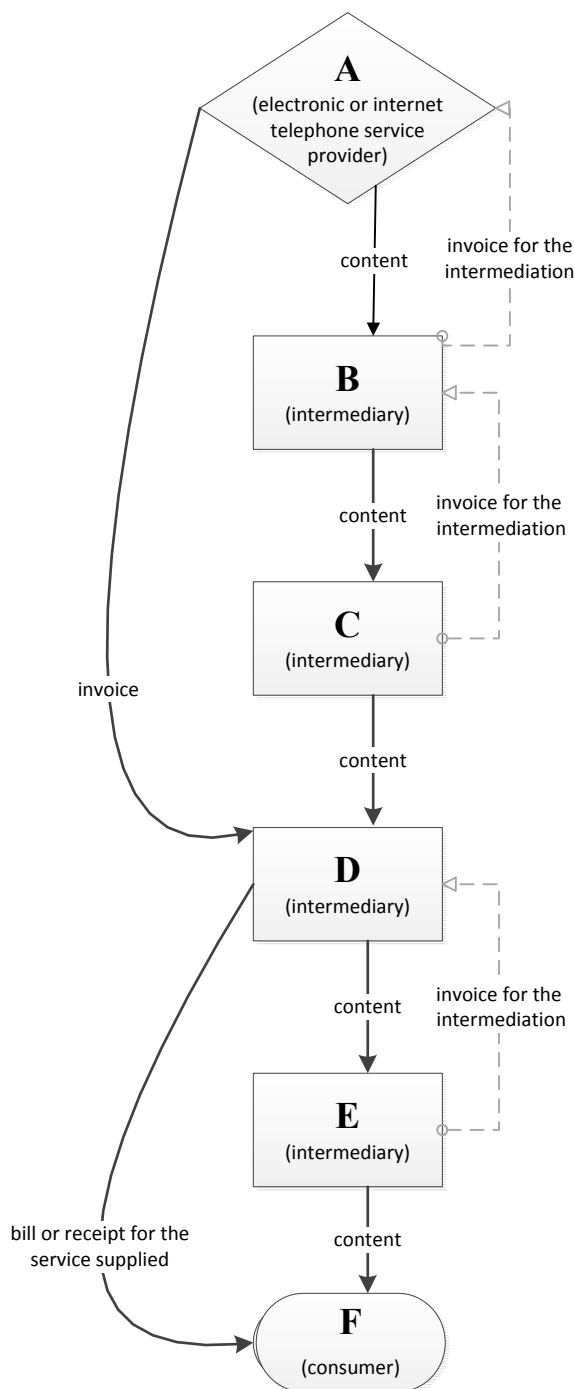 A
(electronic or internet
telephone service
provider)
content
invoice for the
intermediation
B
(intermediary)
content
invoice for the
intermediation
C
(intermediary)
invoice
content
D
(intermediary)
content
invoice for the
intermediation
E
(intermediary)
bill or receipt for the
service supplied
content
F
(consumer)